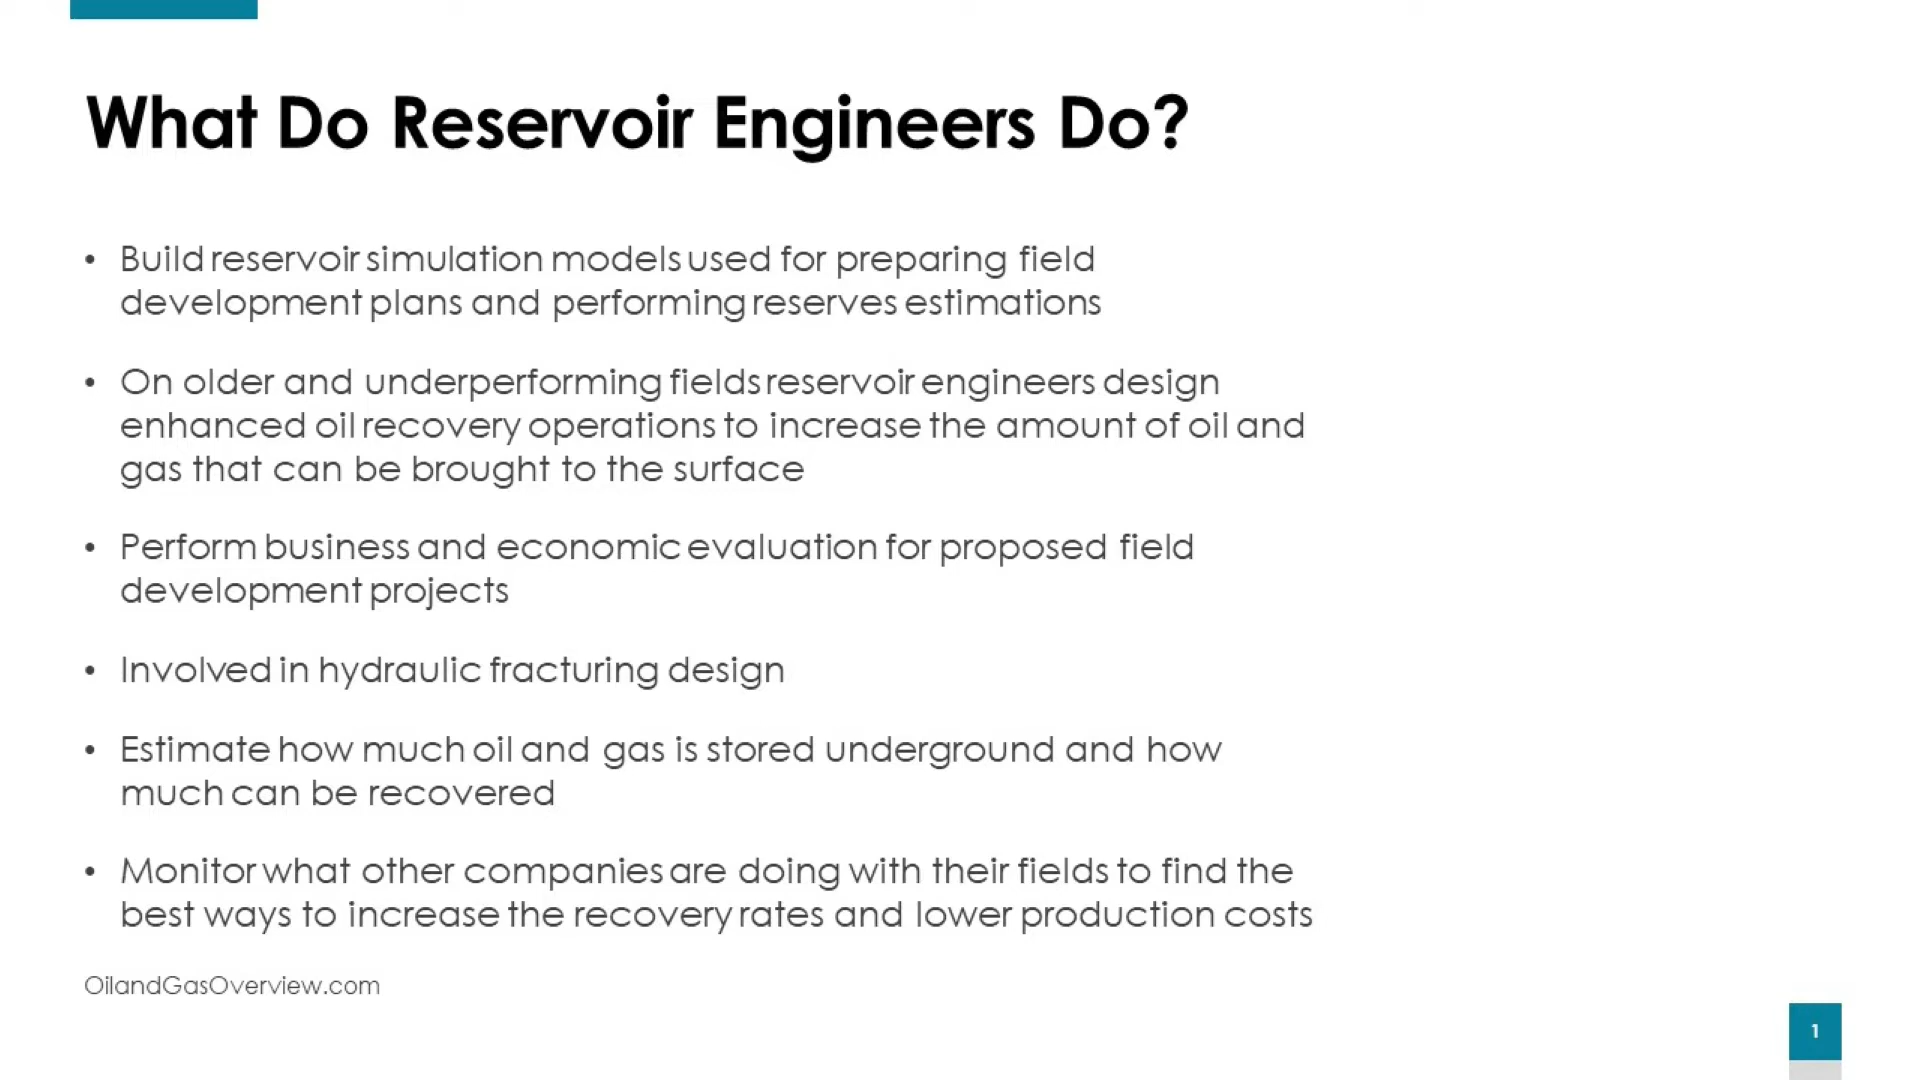 What Do Reservoir Engineers Do?
• Build reservoir simulation models used for preparing field
development plans and performing reserves estimations
• On older and underperforming fields reservoir engineers design
enhanced oil recovery operations to increase the amount of oil and
gas that can be brought to the surface
• Perform business and economic evaluation for proposed field
development projects
• Involved in hydraulic fracturing design
• Estimate how much oil and gas is stored underground and how
much can be recovered
• Monitor what other companies are doing with their fields to find the
best ways to increase the recovery rates and lower production costs
OilandGasOverview.com
1